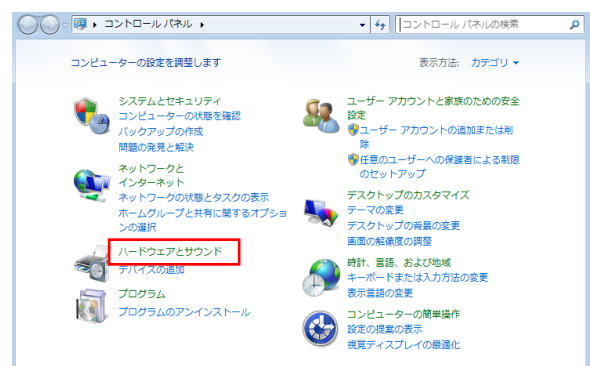 コントロール パネル
コントロール パネルの検索
コンピューターの設定を調整します
表示方法: カテゴリ
システムとセキュリティ
コンピューターの状態を確認
バックアップの作成
問題の発見と解決
ネットワークと
インターネット
ネットワークの状態とタスクの表示
ホームグループと共有に関するオプショ
ンの選択
ハードウェアとサウンド
デバイスの追加
プログラム
プログラムのアンインストール
ユーザー アカウントと家族のための安全
設定
ユーザー アカウントの追加または削
除
任意のユーザーへの保護者による制限
のセットアップ
デスクトップのカスタマイズ
テーマの変更
デスクトップの背景の変更
画面の解像度の調整
時計、言語、および地域
キーボードまたは入力方法の変更
表示言語の変更
コンピューターの簡単操作
設定の提案の表示
視覚ディスプレイの最適化